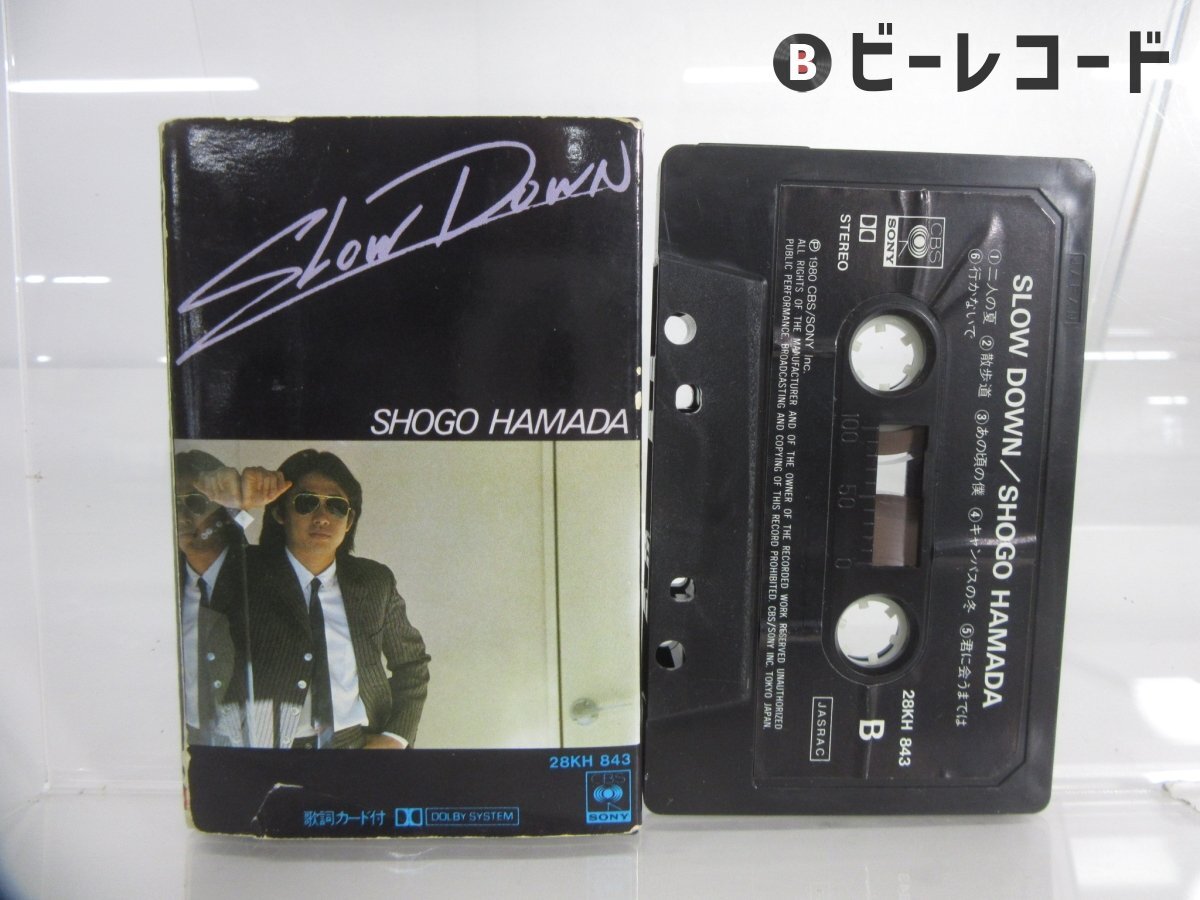 B ビーレコード
SLOW DOWN
SHOGO HAMADA
28KH 843
CBS
SONY
歌詞カード付 DOLBY SYSTEM
SLOW DOWN/SHOGO HAMADA
①二人の夏 ②散歩道 ③あの頃の僕 ④キャンパスの冬 ⑤君に会うまでは
⑥行かないで
CBS
SONY
STEREO
28KH 843
B
100 50 0
Ⓟ 1980 CBS/SONY Inc.
ALL RIGHTS OF THE MANUFACTURER AND OF THE OWNER OF THE RECORDED WORK RESERVED UNAUTHORIZED
PUBLIC PERFORMANCE, BROADCASTING AND COPYING OF THIS RECORD PROHIBITED. CBS/SONY INC. TOKYO JAPAN.
JASRAC